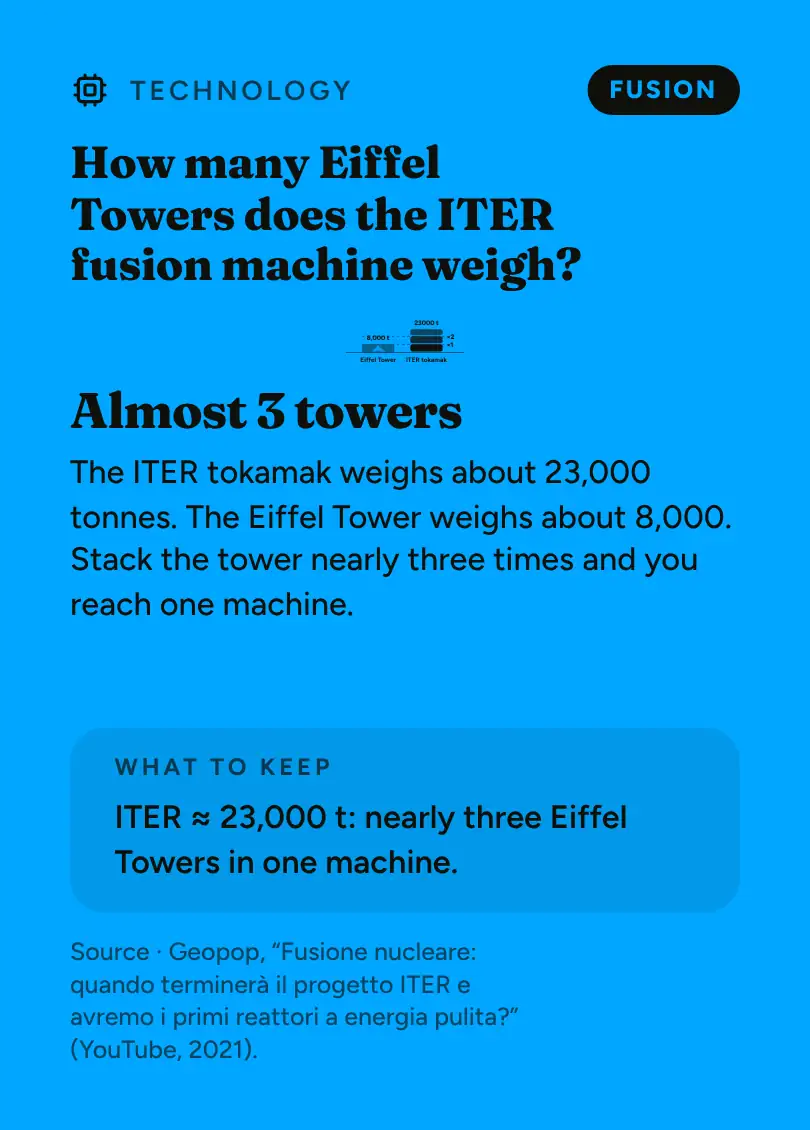 TECHNOLOGY
FUSION
How many Eiffel
Towers does the ITER
fusion machine weigh?
23000 t
8,000 t
×2
×1
Eiffel Tower
ITER tokamak
Almost 3 towers
The ITER tokamak weighs about 23,000
tonnes. The Eiffel Tower weighs about 8,000.
Stack the tower nearly three times and you
reach one machine.
WHAT TO KEEP
ITER ≈ 23,000 t: nearly three Eiffel
Towers in one machine.
Source · Geopop, “Fusione nucleare:
quando terminerà il progetto ITER e
avremo i primi reattori a energia pulita?”
(YouTube, 2021).